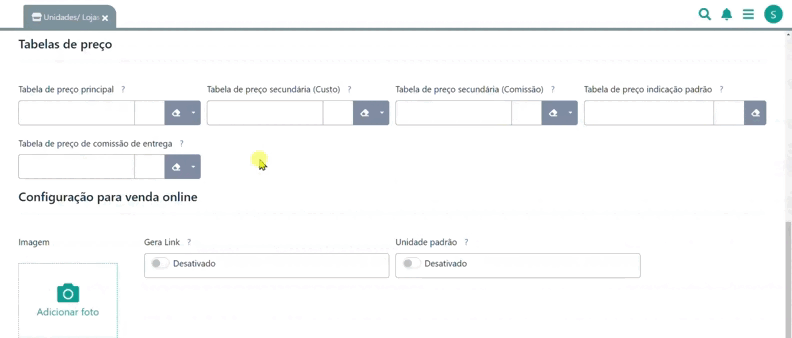 Unidades/ Lojas
S
Tabelas de preço
Tabela de preço principal ? Tabela de preço secundária (Custo) ? Tabela de preço secundária (Comissão) ? Tabela de preço indicação padrão ?
Tabela de preço de comissão de entrega ?
Configuração para venda online
Imagem Gera Link ? Unidade padrão ?
Desativado Desativado
Adicionar foto